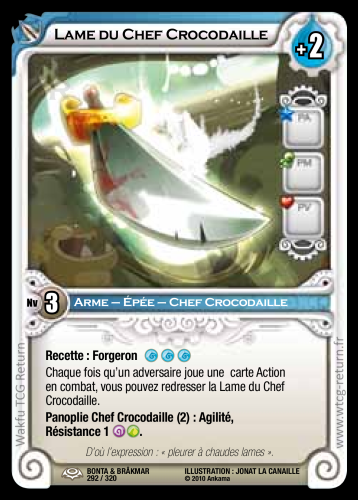 Lame du Chef Crocodaille
+2
PA
PM
PV
Nv 3
Arme – Épée – Chef Crocodaille
Recette : Forgeron
Chaque fois qu'un adversaire joue une carte Action
en combat, vous pouvez redresser la Lame du Chef
Crocodaille.
Panoplie Chef Crocodaille (2) : Agilité,
Résistance 1
D'où l'expression : « pleurer à chaudes lames ».
BONTA & BRÂKMAR
292 / 320
ILLUSTRATION : JONAT LA CANAILLE
© 2010 Ankama
Wakfu TCG Return
www.wtcg-return.fr